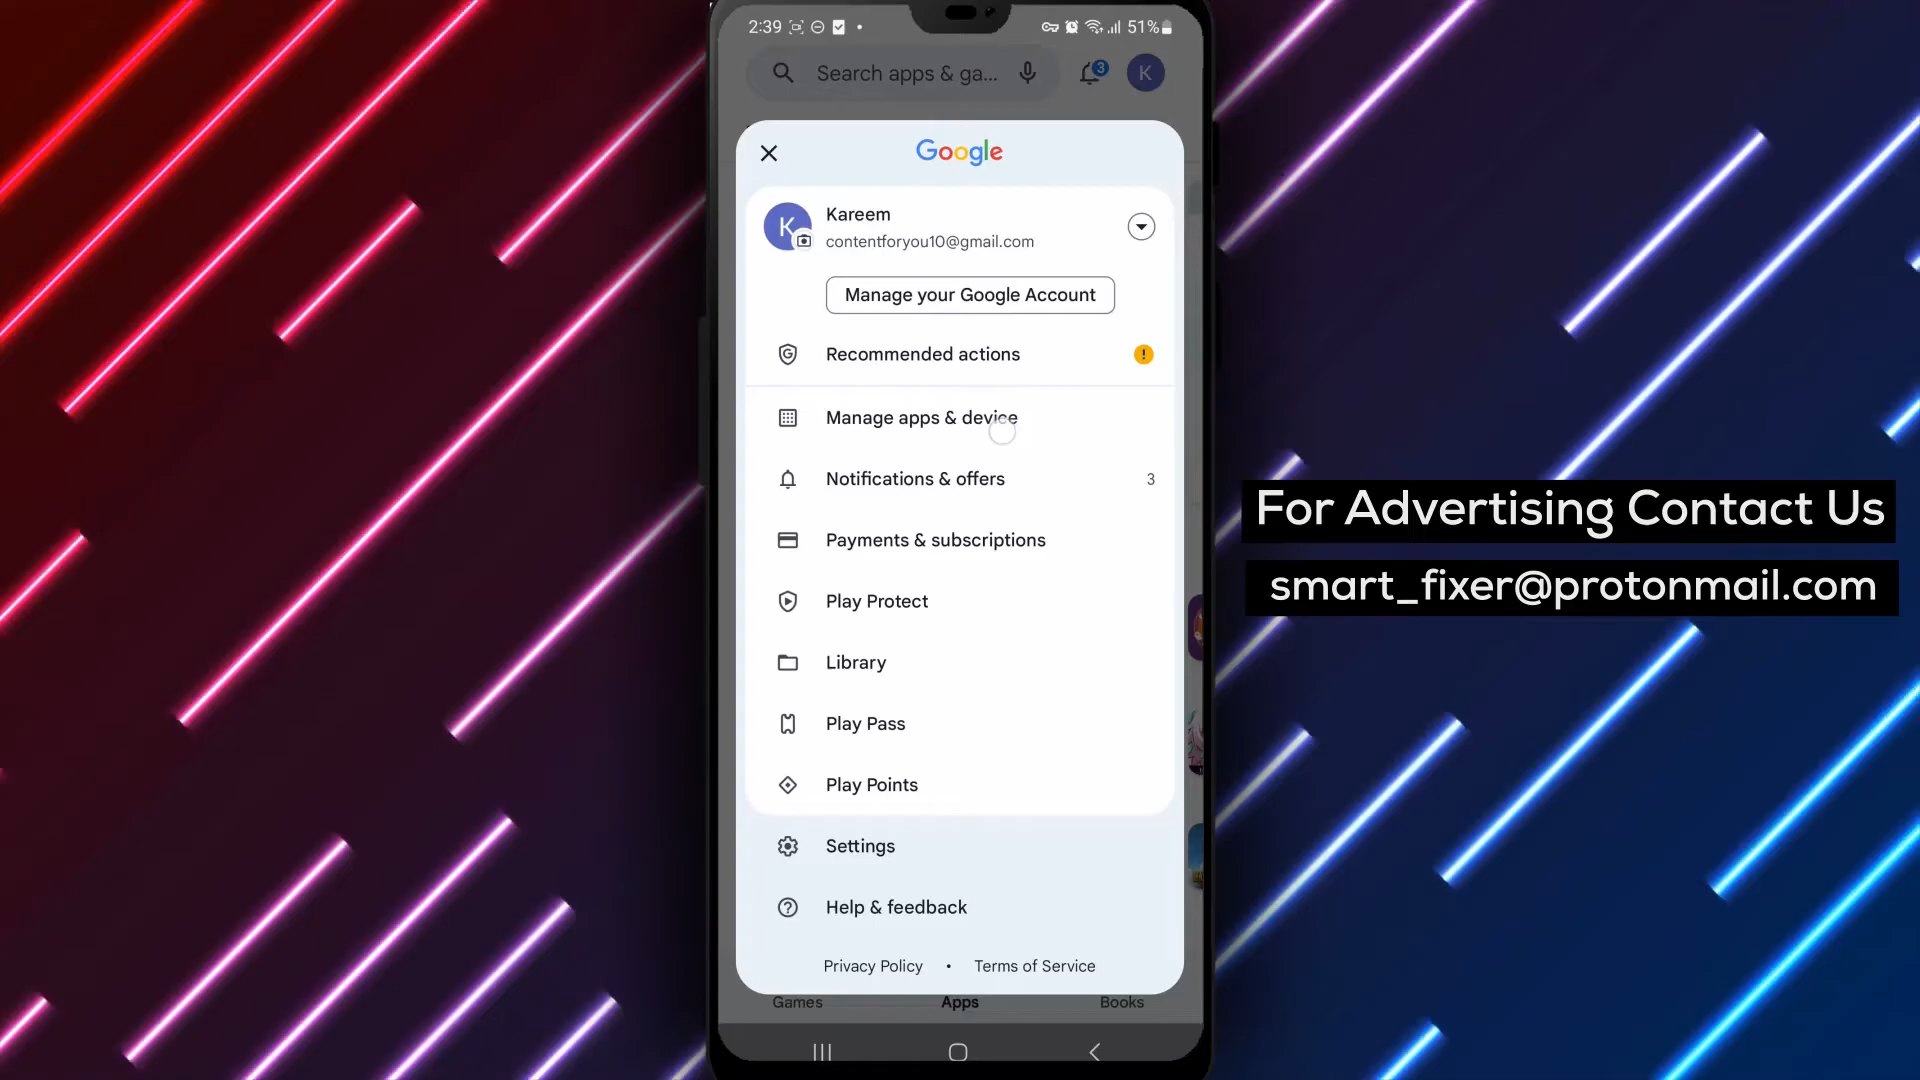 2:39
51%
Search apps & ga...
3
K
Google
K
Kareem
contentforyou10@gmail.com
Manage your Google Account
Recommended actions
!
Manage apps & device
Notifications & offers
3
Payments & subscriptions
Play Protect
Library
Play Pass
Play Points
Settings
Help & feedback
Privacy Policy • Terms of Service
Games
Apps
Books
For Advertising Contact Us
smart_fixer@protonmail.com